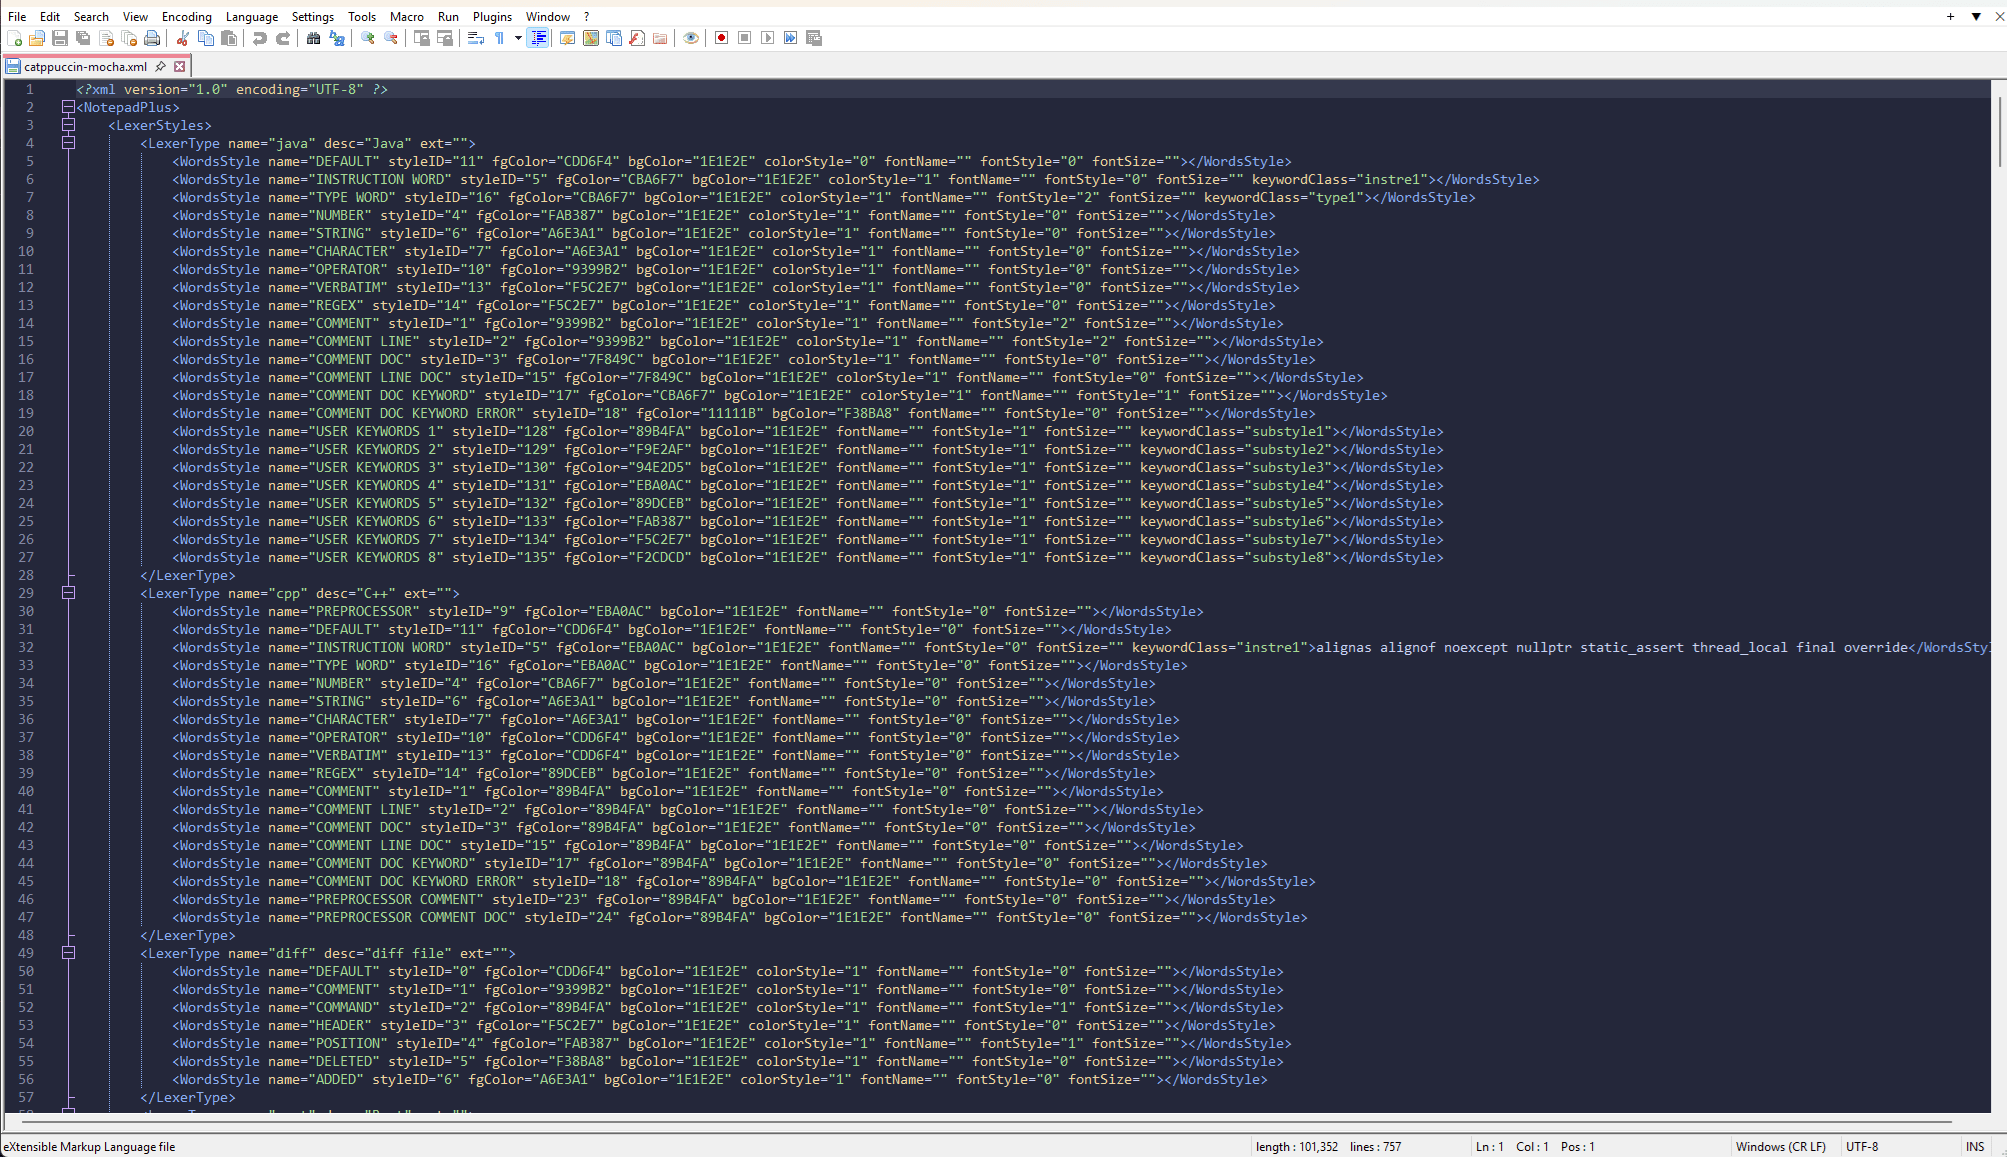 File Edit Search View Encoding Language Settings Tools Macro Run Plugins Window ? + ▼ ✕
catppuccin-mocha.xml
1 <?xml version="1.0" encoding="UTF-8" ?>
2 <NotepadPlus>
3 <LexerStyles>
4 <LexerType name="java" desc="Java" ext="">
5 <WordsStyle name="DEFAULT" styleID="11" fgColor="CDD6F4" bgColor="1E1E2E" colorStyle="0" fontName="" fontStyle="0" fontSize=""></WordsStyle>
6 <WordsStyle name="INSTRUCTION WORD" styleID="5" fgColor="CBA6F7" bgColor="1E1E2E" colorStyle="1" fontName="" fontStyle="0" fontSize="" keywordClass="instre1"></WordsStyle>
7 <WordsStyle name="TYPE WORD" styleID="16" fgColor="CBA6F7" bgColor="1E1E2E" colorStyle="1" fontName="" fontStyle="2" fontSize="" keywordClass="type1"></WordsStyle>
8 <WordsStyle name="NUMBER" styleID="4" fgColor="FAB387" bgColor="1E1E2E" colorStyle="1" fontName="" fontStyle="0" fontSize=""></WordsStyle>
9 <WordsStyle name="STRING" styleID="6" fgColor="A6E3A1" bgColor="1E1E2E" colorStyle="1" fontName="" fontStyle="0" fontSize=""></WordsStyle>
10 <WordsStyle name="CHARACTER" styleID="7" fgColor="A6E3A1" bgColor="1E1E2E" colorStyle="1" fontName="" fontStyle="0" fontSize=""></WordsStyle>
11 <WordsStyle name="OPERATOR" styleID="10" fgColor="9399B2" bgColor="1E1E2E" colorStyle="1" fontName="" fontStyle="0" fontSize=""></WordsStyle>
12 <WordsStyle name="VERBATIM" styleID="13" fgColor="F5C2E7" bgColor="1E1E2E" colorStyle="1" fontName="" fontStyle="0" fontSize=""></WordsStyle>
13 <WordsStyle name="REGEX" styleID="14" fgColor="F5C2E7" bgColor="1E1E2E" colorStyle="1" fontName="" fontStyle="0" fontSize=""></WordsStyle>
14 <WordsStyle name="COMMENT" styleID="1" fgColor="9399B2" bgColor="1E1E2E" colorStyle="1" fontName="" fontStyle="2" fontSize=""></WordsStyle>
15 <WordsStyle name="COMMENT LINE" styleID="2" fgColor="9399B2" bgColor="1E1E2E" colorStyle="1" fontName="" fontStyle="2" fontSize=""></WordsStyle>
16 <WordsStyle name="COMMENT DOC" styleID="3" fgColor="7F849C" bgColor="1E1E2E" colorStyle="1" fontName="" fontStyle="0" fontSize=""></WordsStyle>
17 <WordsStyle name="COMMENT LINE DOC" styleID="15" fgColor="7F849C" bgColor="1E1E2E" colorStyle="1" fontName="" fontStyle="0" fontSize=""></WordsStyle>
18 <WordsStyle name="COMMENT DOC KEYWORD" styleID="17" fgColor="CBA6F7" bgColor="1E1E2E" colorStyle="1" fontName="" fontStyle="1" fontSize=""></WordsStyle>
19 <WordsStyle name="COMMENT DOC KEYWORD ERROR" styleID="18" fgColor="11111B" bgColor="F38BA8" fontName="" fontStyle="0" fontSize=""></WordsStyle>
20 <WordsStyle name="USER KEYWORDS 1" styleID="128" fgColor="89B4FA" bgColor="1E1E2E" fontName="" fontStyle="1" fontSize="" keywordClass="substyle1"></WordsStyle>
21 <WordsStyle name="USER KEYWORDS 2" styleID="129" fgColor="F9E2AF" bgColor="1E1E2E" fontName="" fontStyle="1" fontSize="" keywordClass="substyle2"></WordsStyle>
22 <WordsStyle name="USER KEYWORDS 3" styleID="130" fgColor="94E2D5" bgColor="1E1E2E" fontName="" fontStyle="1" fontSize="" keywordClass="substyle3"></WordsStyle>
23 <WordsStyle name="USER KEYWORDS 4" styleID="131" fgColor="EBA0AC" bgColor="1E1E2E" fontName="" fontStyle="1" fontSize="" keywordClass="substyle4"></WordsStyle>
24 <WordsStyle name="USER KEYWORDS 5" styleID="132" fgColor="89DCEB" bgColor="1E1E2E" fontName="" fontStyle="1" fontSize="" keywordClass="substyle5"></WordsStyle>
25 <WordsStyle name="USER KEYWORDS 6" styleID="133" fgColor="FAB387" bgColor="1E1E2E" fontName="" fontStyle="1" fontSize="" keywordClass="substyle6"></WordsStyle>
26 <WordsStyle name="USER KEYWORDS 7" styleID="134" fgColor="F5C2E7" bgColor="1E1E2E" fontName="" fontStyle="1" fontSize="" keywordClass="substyle7"></WordsStyle>
27 <WordsStyle name="USER KEYWORDS 8" styleID="135" fgColor="F2CDCD" bgColor="1E1E2E" fontName="" fontStyle="1" fontSize="" keywordClass="substyle8"></WordsStyle>
28 </LexerType>
29 <LexerType name="cpp" desc="C++" ext="">
30 <WordsStyle name="PREPROCESSOR" styleID="9" fgColor="EBA0AC" bgColor="1E1E2E" fontName="" fontStyle="0" fontSize=""></WordsStyle>
31 <WordsStyle name="DEFAULT" styleID="11" fgColor="CDD6F4" bgColor="1E1E2E" fontName="" fontStyle="0" fontSize=""></WordsStyle>
32 <WordsStyle name="INSTRUCTION WORD" styleID="5" fgColor="EBA0AC" bgColor="1E1E2E" fontName="" fontStyle="0" fontSize="" keywordClass="instre1">alignas alignof noexcept nullptr static_assert thread_local final override</WordsSty
33 <WordsStyle name="TYPE WORD" styleID="16" fgColor="EBA0AC" bgColor="1E1E2E" fontName="" fontStyle="0" fontSize=""></WordsStyle>
34 <WordsStyle name="NUMBER" styleID="4" fgColor="CBA6F7" bgColor="1E1E2E" fontName="" fontStyle="0" fontSize=""></WordsStyle>
35 <WordsStyle name="STRING" styleID="6" fgColor="A6E3A1" bgColor="1E1E2E" fontName="" fontStyle="0" fontSize=""></WordsStyle>
36 <WordsStyle name="CHARACTER" styleID="7" fgColor="A6E3A1" bgColor="1E1E2E" fontName="" fontStyle="0" fontSize=""></WordsStyle>
37 <WordsStyle name="OPERATOR" styleID="10" fgColor="CDD6F4" bgColor="1E1E2E" fontName="" fontStyle="0" fontSize=""></WordsStyle>
38 <WordsStyle name="VERBATIM" styleID="13" fgColor="CDD6F4" bgColor="1E1E2E" fontName="" fontStyle="0" fontSize=""></WordsStyle>
39 <WordsStyle name="REGEX" styleID="14" fgColor="89DCEB" bgColor="1E1E2E" fontName="" fontStyle="0" fontSize=""></WordsStyle>
40 <WordsStyle name="COMMENT" styleID="1" fgColor="89B4FA" bgColor="1E1E2E" fontName="" fontStyle="0" fontSize=""></WordsStyle>
41 <WordsStyle name="COMMENT LINE" styleID="2" fgColor="89B4FA" bgColor="1E1E2E" fontName="" fontStyle="0" fontSize=""></WordsStyle>
42 <WordsStyle name="COMMENT DOC" styleID="3" fgColor="89B4FA" bgColor="1E1E2E" fontName="" fontStyle="0" fontSize=""></WordsStyle>
43 <WordsStyle name="COMMENT LINE DOC" styleID="15" fgColor="89B4FA" bgColor="1E1E2E" fontName="" fontStyle="0" fontSize=""></WordsStyle>
44 <WordsStyle name="COMMENT DOC KEYWORD" styleID="17" fgColor="89B4FA" bgColor="1E1E2E" fontName="" fontStyle="0" fontSize=""></WordsStyle>
45 <WordsStyle name="COMMENT DOC KEYWORD ERROR" styleID="18" fgColor="89B4FA" bgColor="1E1E2E" fontName="" fontStyle="0" fontSize=""></WordsStyle>
46 <WordsStyle name="PREPROCESSOR COMMENT" styleID="23" fgColor="89B4FA" bgColor="1E1E2E" fontName="" fontStyle="0" fontSize=""></WordsStyle>
47 <WordsStyle name="PREPROCESSOR COMMENT DOC" styleID="24" fgColor="89B4FA" bgColor="1E1E2E" fontName="" fontStyle="0" fontSize=""></WordsStyle>
48 </LexerType>
49 <LexerType name="diff" desc="diff file" ext="">
50 <WordsStyle name="DEFAULT" styleID="0" fgColor="CDD6F4" bgColor="1E1E2E" colorStyle="1" fontName="" fontStyle="0" fontSize=""></WordsStyle>
51 <WordsStyle name="COMMENT" styleID="1" fgColor="9399B2" bgColor="1E1E2E" colorStyle="1" fontName="" fontStyle="0" fontSize=""></WordsStyle>
52 <WordsStyle name="COMMAND" styleID="2" fgColor="89B4FA" bgColor="1E1E2E" colorStyle="1" fontName="" fontStyle="1" fontSize=""></WordsStyle>
53 <WordsStyle name="HEADER" styleID="3" fgColor="F5C2E7" bgColor="1E1E2E" colorStyle="1" fontName="" fontStyle="0" fontSize=""></WordsStyle>
54 <WordsStyle name="POSITION" styleID="4" fgColor="FAB387" bgColor="1E1E2E" colorStyle="1" fontName="" fontStyle="1" fontSize=""></WordsStyle>
55 <WordsStyle name="DELETED" styleID="5" fgColor="F38BA8" bgColor="1E1E2E" colorStyle="1" fontName="" fontStyle="0" fontSize=""></WordsStyle>
56 <WordsStyle name="ADDED" styleID="6" fgColor="A6E3A1" bgColor="1E1E2E" colorStyle="1" fontName="" fontStyle="0" fontSize=""></WordsStyle>
57 </LexerType>
eXtensible Markup Language file length : 101,352 lines : 757 Ln : 1 Col : 1 Pos : 1 Windows (CR LF) UTF-8 INS